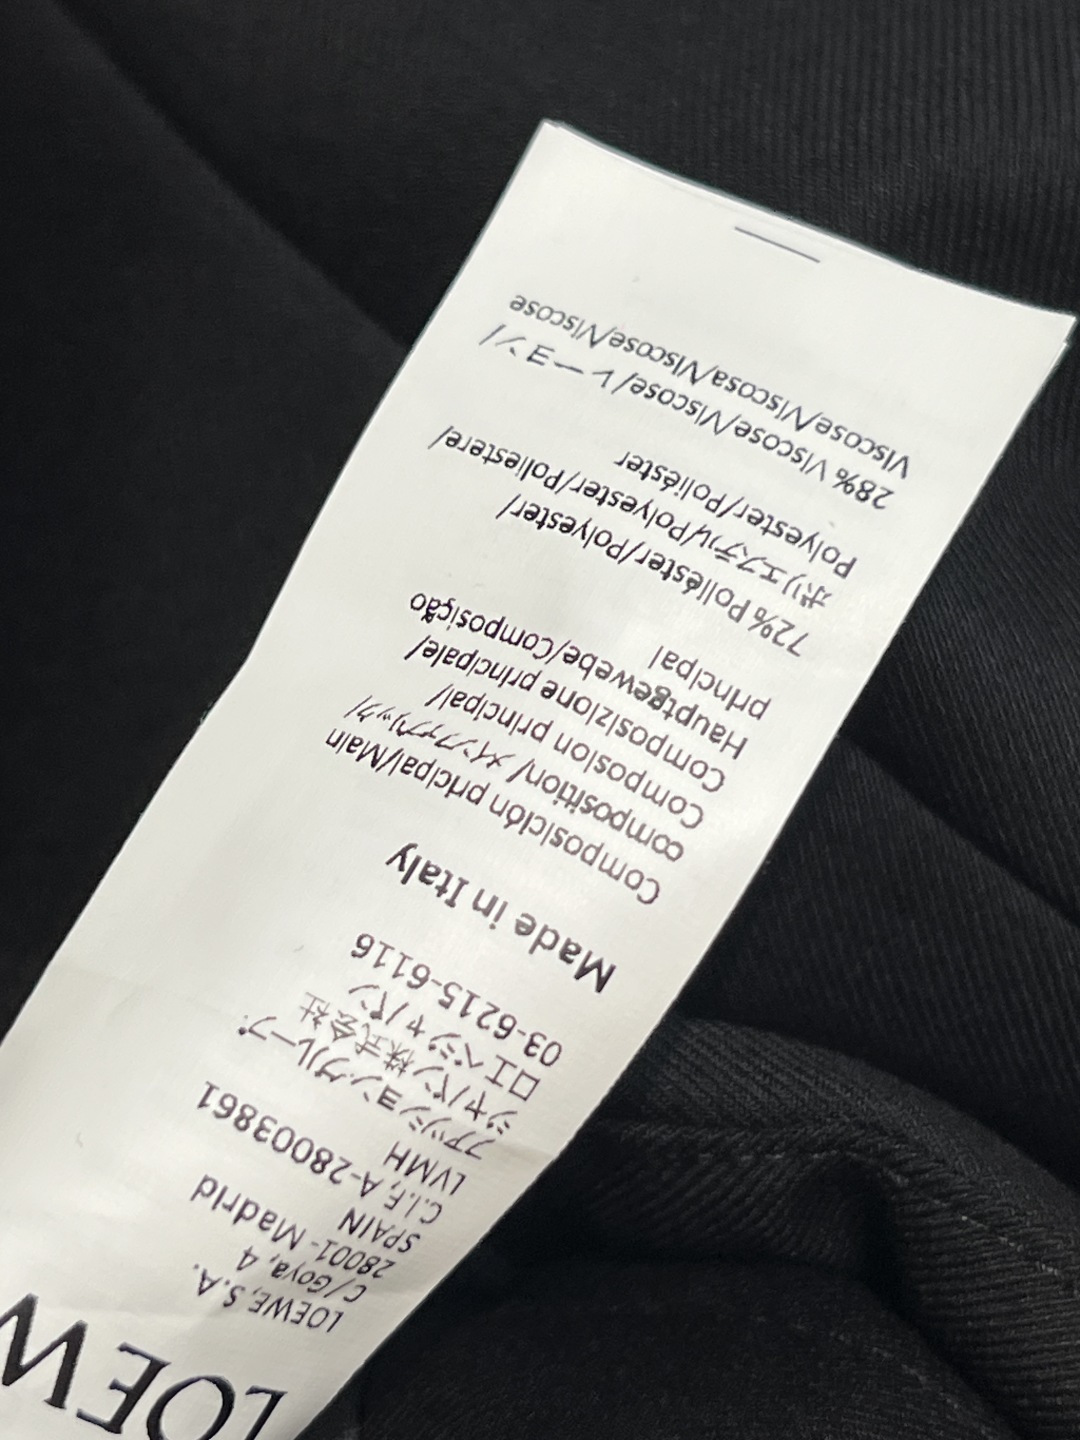 LOEW
LOEWE, S.A.
C/Goya, 4
28001- Madrid
SPAIN
C.I.F, A-28003861
LVMH
ファッション.グループ
ジャパン株式会社
ロエベジャパン
03-6215-6116
Made in Italy
Composición pricipal/Main
composition/ メインファブリック/
Composion principal/
Composizione principale/
Hauptgewebe/Composição
principal
72% Poliéster/Polyester/
ポリエステル/Polyester/Poliestere/
Polyester/Poliéster
28% Viscose/Viscose/レーヨン/
Viscose/Viscosa/Viscose/Viscose